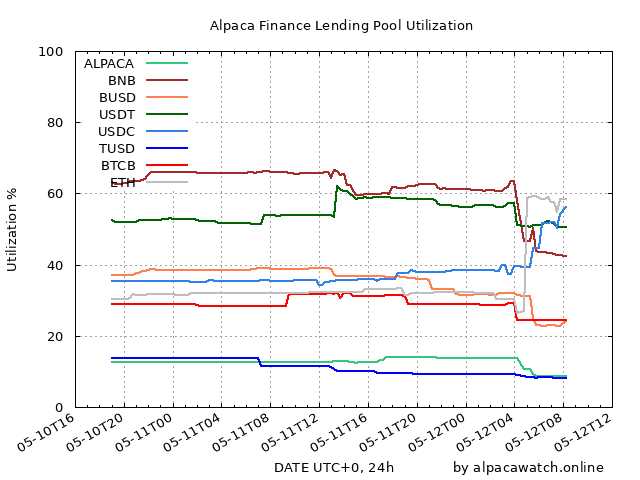 Alpaca Finance Lending Pool Utilization
100
80
60
40
20
0
Utilization %
ALPACA
BNB
BUSD
USDT
USDC
TUSD
BTCB
ETH
05-10T16
05-10T20
05-11T00
05-11T04
05-11T08
05-11T12
05-11T16
05-11T20
05-12T00
05-12T04
05-12T08
05-12T12
DATE UTC+0, 24h
by alpacawatch.online